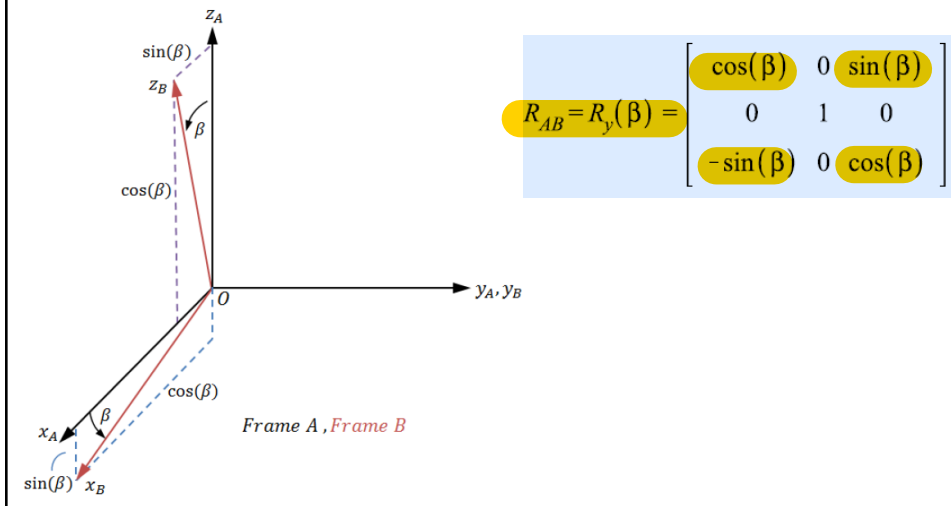 z_A
sin(β)
z_B
β
cos(β)
O
y_A, y_B
cos(β)
β
x_A
sin(β)
x_B
Frame A , Frame B
R_AB = R_y(β) =
cos(β) 0 sin(β)
0 1 0
-sin(β) 0 cos(β)